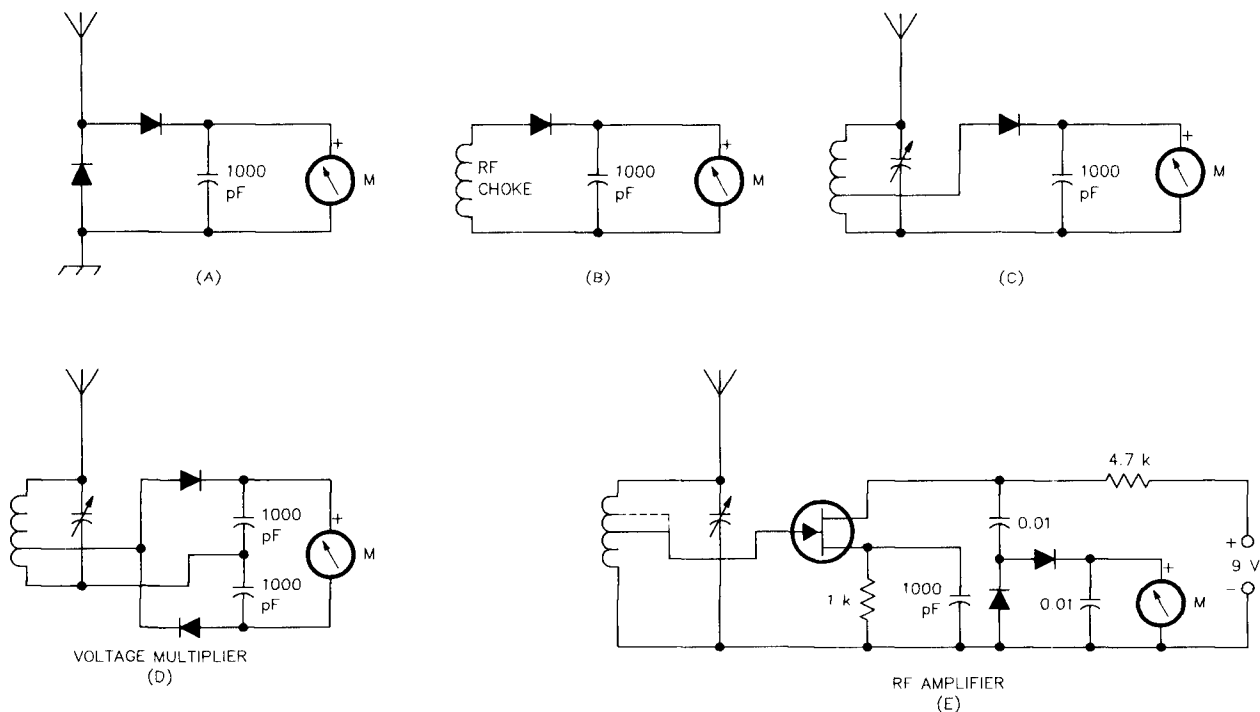 1000
pF
+
M
(A)
RF
CHOKE
1000
pF
+
M
(B)
1000
pF
+
M
(C)
1000
pF
1000
pF
+
M
VOLTAGE MULTIPLIER
(D)
4.7 k
0.01
+
9 V
-
1 k
1000
pF
0.01
+
M
RF AMPLIFIER
(E)